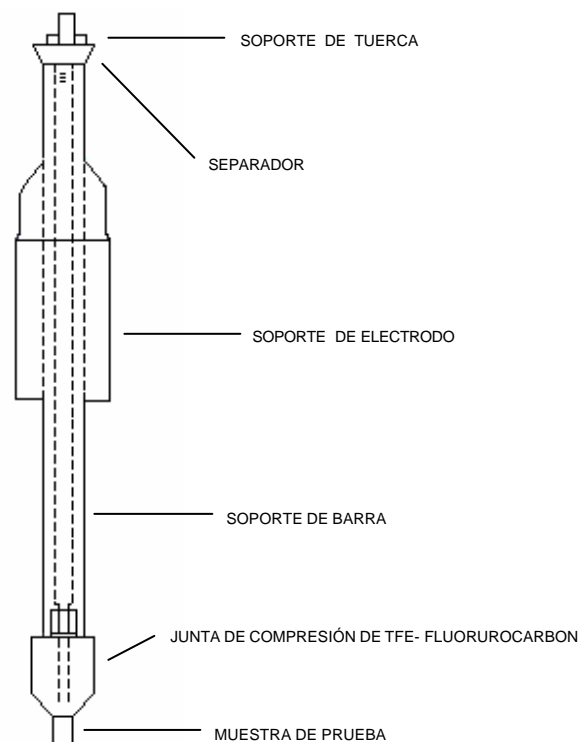 SOPORTE DE TUERCA
SEPARADOR
SOPORTE DE ELECTRODO
SOPORTE DE BARRA
JUNTA DE COMPRESIÓN DE TFE- FLUORUROCARBON
MUESTRA DE PRUEBA